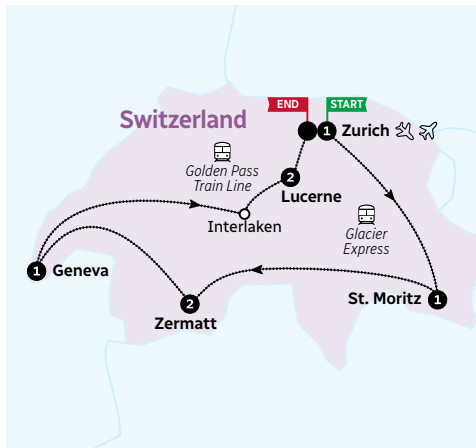 END
START
Switzerland
1
Zurich
Golden Pass
Train Line
2
Lucerne
Interlaken
Glacier
Express
1
Geneva
St. Moritz
1
2
Zermatt